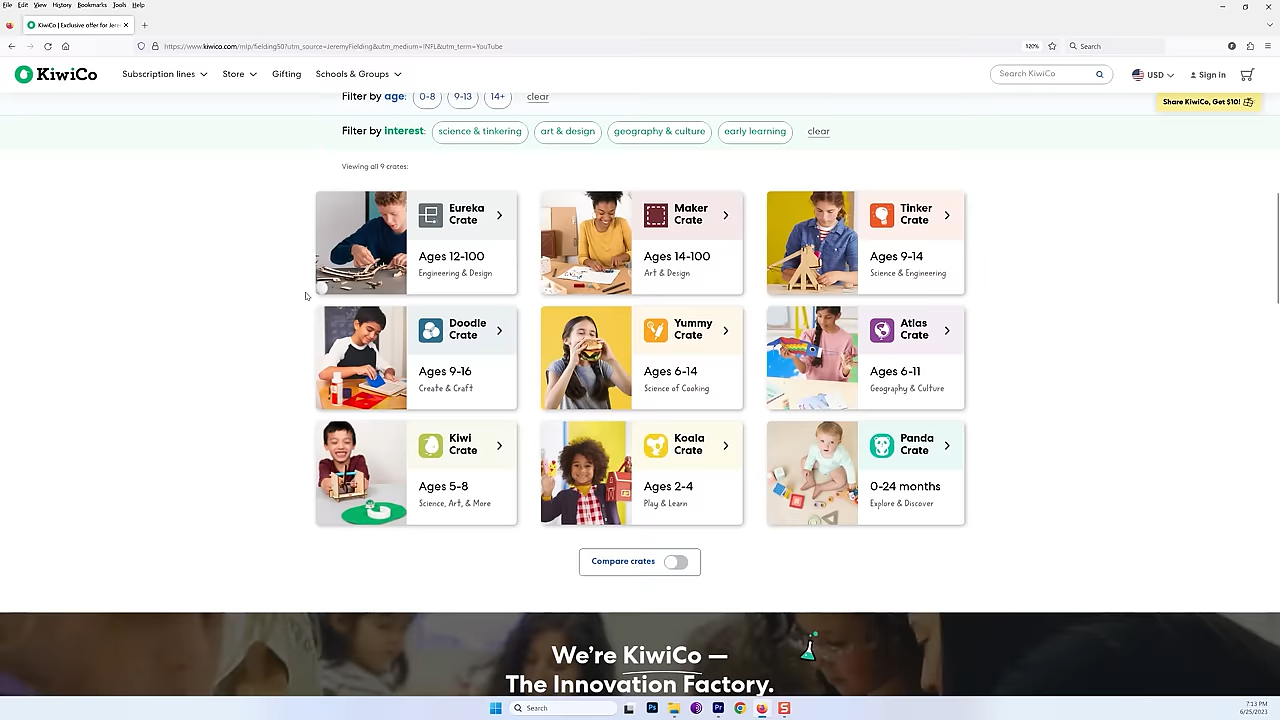 File Edit View History Bookmarks Tools Help
KiwiCo | Exclusive offer for Jere
https://www.kiwico.com/mlp/fielding50?utm_source=JeremyFielding&utm_medium=INFL&utm_term=YouTube
120%
Search
KiwiCo
Subscription lines
Store
Gifting
Schools & Groups
Search KiwiCo
USD
Sign in
Filter by age: 0-8 9-13 14+ clear
Share KiwiCo, Get $10!
Filter by interest: science & tinkering art & design geography & culture early learning clear
Viewing all 9 crates:
Eureka
Crate
Ages 12-100
Engineering & Design
Maker
Crate
Ages 14-100
Art & Design
Tinker
Crate
Ages 9-14
Science & Engineering
Doodle
Crate
Ages 9-16
Create & Craft
Yummy
Crate
Ages 6-14
Science of Cooking
Atlas
Crate
Ages 6-11
Geography & Culture
Kiwi
Crate
Ages 5-8
Science, Art, & More
Koala
Crate
Ages 2-4
Play & Learn
Panda
Crate
0-24 months
Explore & Discover
Compare crates
We're KiwiCo —
The Innovation Factory.
Search
Ps
Pr
S
7:13 PM
6/25/2023